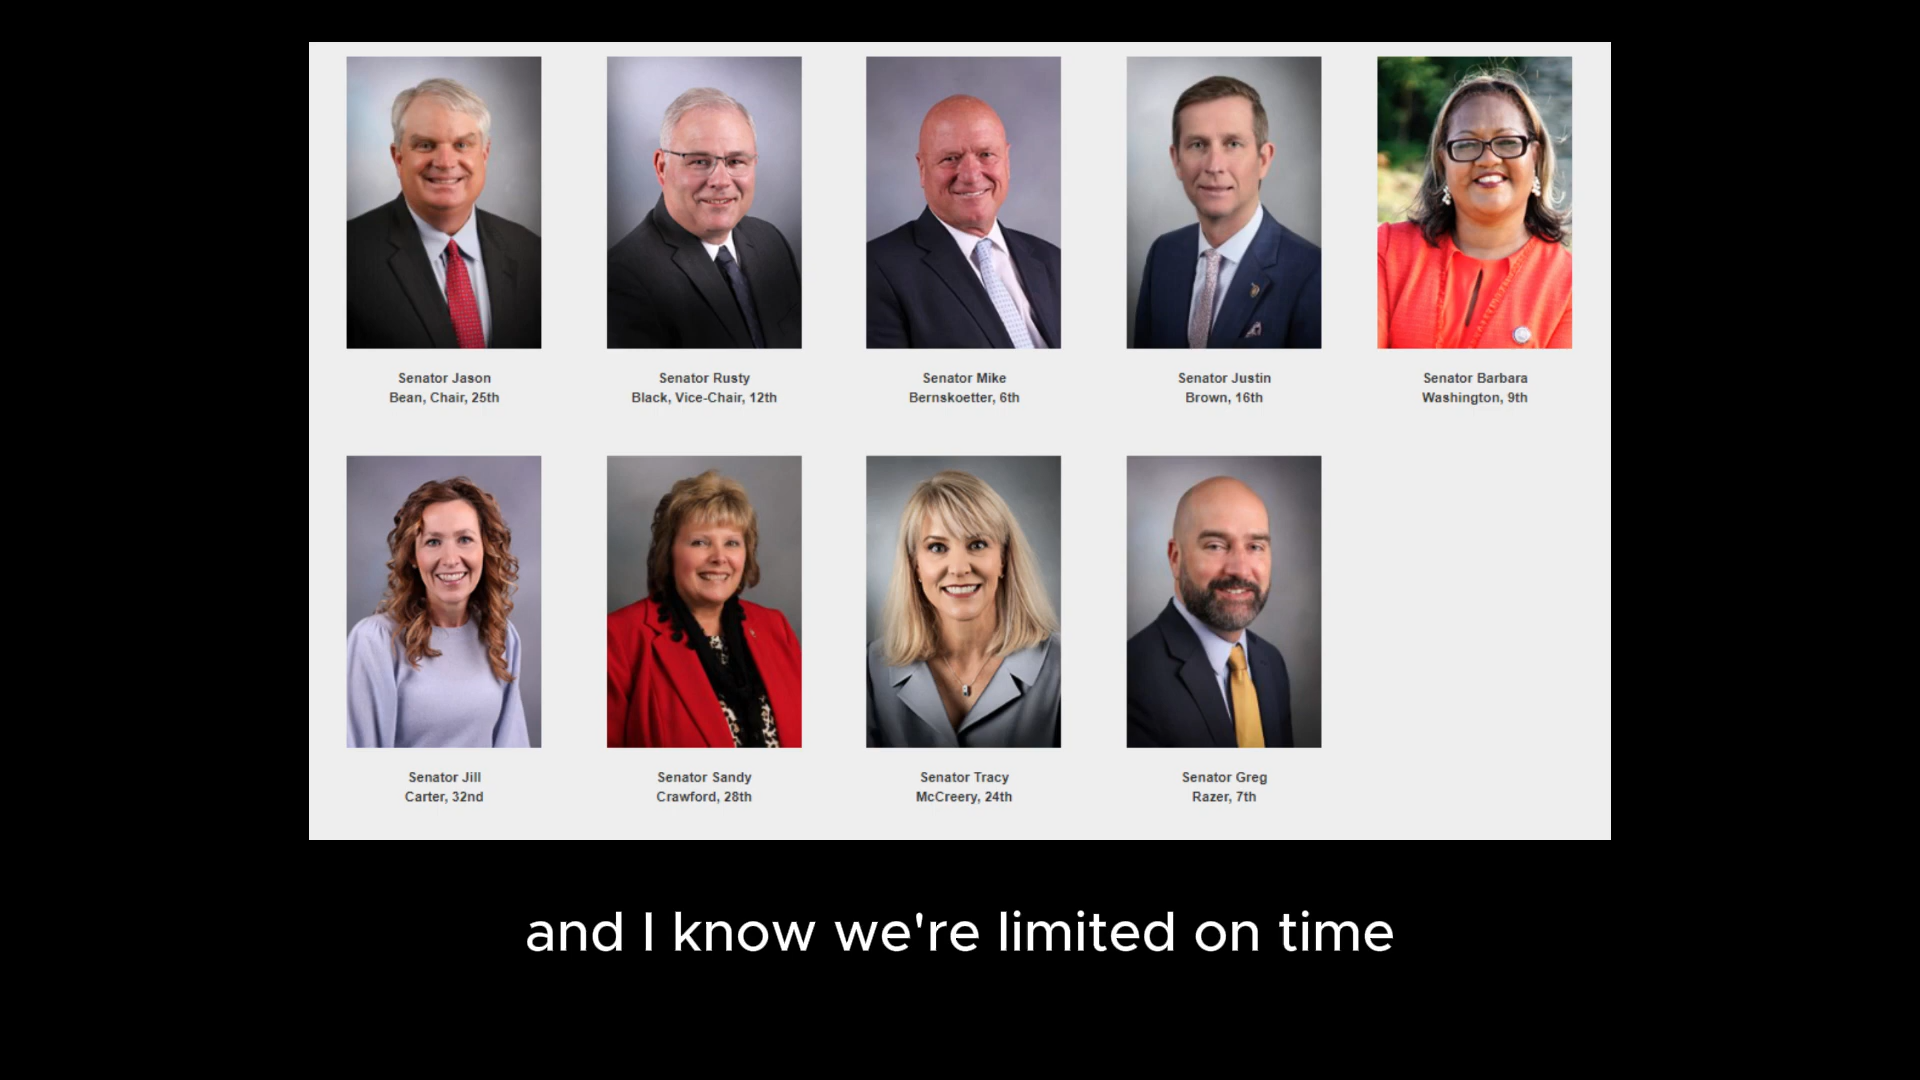 Senator Jason
Bean, Chair, 25th
Senator Rusty
Black, Vice-Chair, 12th
Senator Mike
Bernskoetter, 6th
Senator Justin
Brown, 16th
Senator Barbara
Washington, 9th
Senator Jill
Carter, 32nd
Senator Sandy
Crawford, 28th
Senator Tracy
McCreery, 24th
Senator Greg
Razer, 7th
and I know we're limited on time